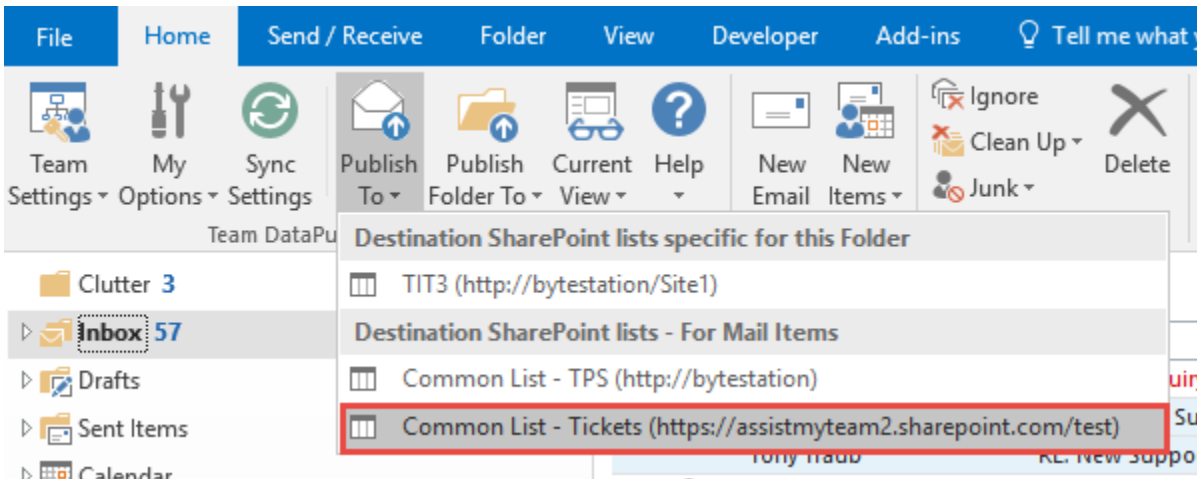 File Home Send / Receive Folder View Developer Add-ins Tell me what
Team Settings
My Options
Sync Settings
Publish To
Publish Folder To
Current View
Help
New Email
New Items
Ignore
Clean Up
Junk
Delete
Team DataPu
Destination SharePoint lists specific for this Folder
TIT3 (http://bytestation/Site1)
Destination SharePoint lists - For Mail Items
Common List - TPS (http://bytestation)
Common List - Tickets (https://assistmyteam2.sharepoint.com/test)
Clutter 3
Inbox 57
Drafts
Sent Items
Calendar
Su
Tony Traub RE: New Suppo